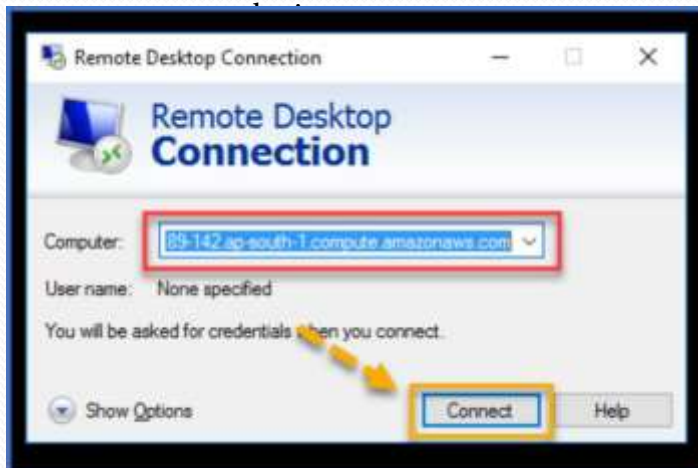 Remote Desktop Connection
Remote Desktop
Connection
Computer: 89-142.ap-south-1.compute.amazonaws.com
User name: None specified
You will be asked for credentials when you connect.
Show Options Connect Help